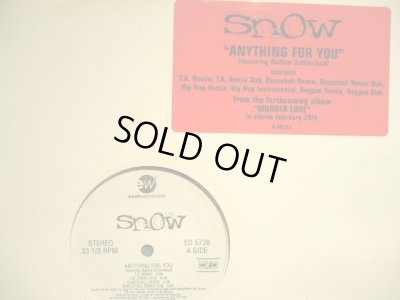 snow
"ANYTHING FOR YOU"
(featuring Nadine Sutherland)
contains
T.K. Remix, T.K. Remix Dub, Dancehall Remix, Dancehall Remix Dub,
Hip Hop Remix, Hip Hop Instrumental, Reggae Remix, Reggae Dub
from the forthcoming album
"MURDER LOVE"
in stores February 28th
SOLD OUT
ew
snow
STEREO
33 1/3 RPM
ED 5728
A SIDE
ANYTHING FOR YOU